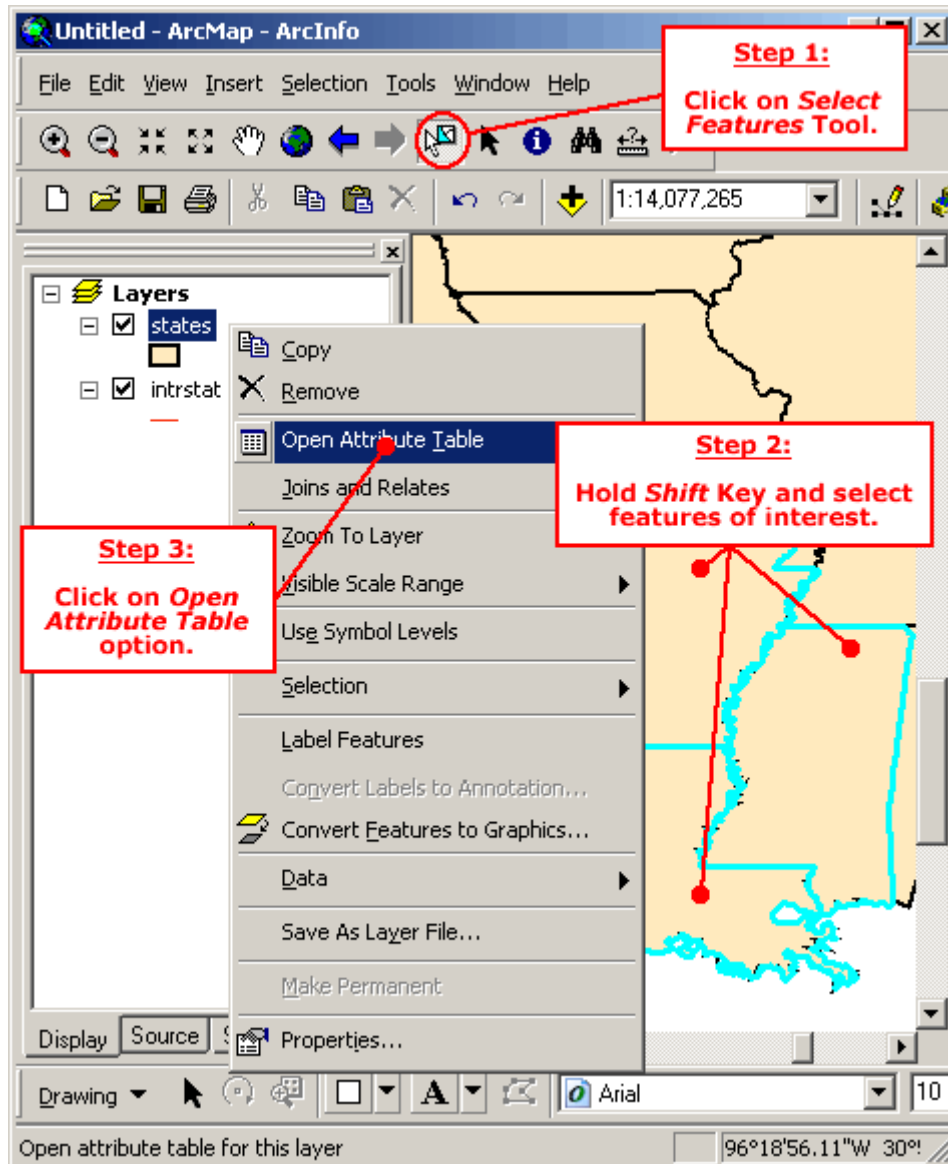 Untitled - ArcMap - ArcInfo
File Edit View Insert Selection Tools Window Help
Step 1:
Click on Select
Features Tool.
1:14,077,265
Layers
states
intrstat
Copy
Remove
Open Attribute Table
Joins and Relates
Zoom To Layer
Visible Scale Range
Use Symbol Levels
Selection
Label Features
Convert Labels to Annotation...
Convert Features to Graphics...
Data
Save As Layer File...
Make Permanent
Properties...
Step 2:
Hold Shift Key and select
features of interest.
Step 3:
Click on Open
Attribute Table
option.
Display Source
Drawing A Arial 10
Open attribute table for this layer
96°18'56.11"W 30°